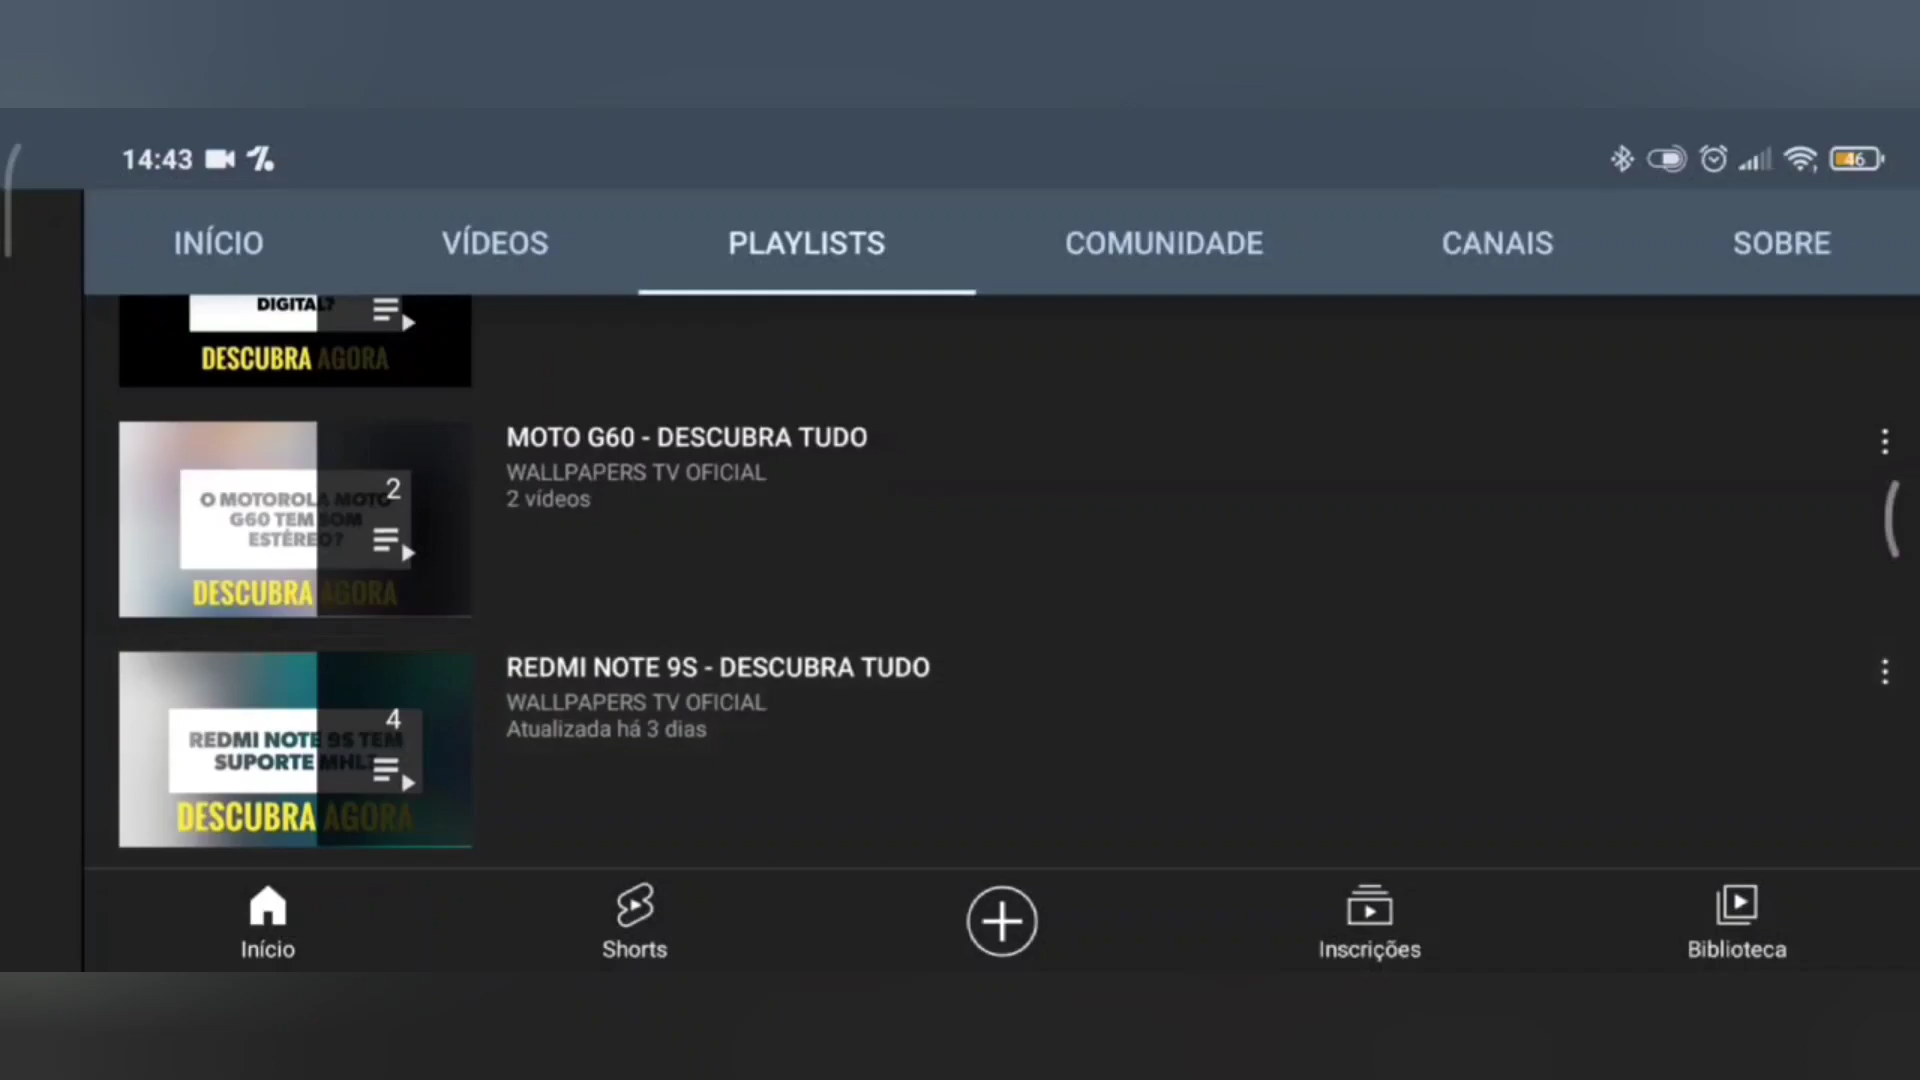 14:43
46
INÍCIO VÍDEOS PLAYLISTS COMUNIDADE CANAIS SOBRE
DIGITAL?
DESCUBRA AGORA
MOTO G60 - DESCUBRA TUDO
WALLPAPERS TV OFICIAL
2 vídeos
2
O MOTOROLA MOTO
G60 TEM SOM
ESTÉREO?
DESCUBRA AGORA
REDMI NOTE 9S - DESCUBRA TUDO
WALLPAPERS TV OFICIAL
Atualizada há 3 dias
4
REDMI NOTE 9S TEM
SUPORTE MHL?
DESCUBRA AGORA
Início Shorts Inscrições Biblioteca